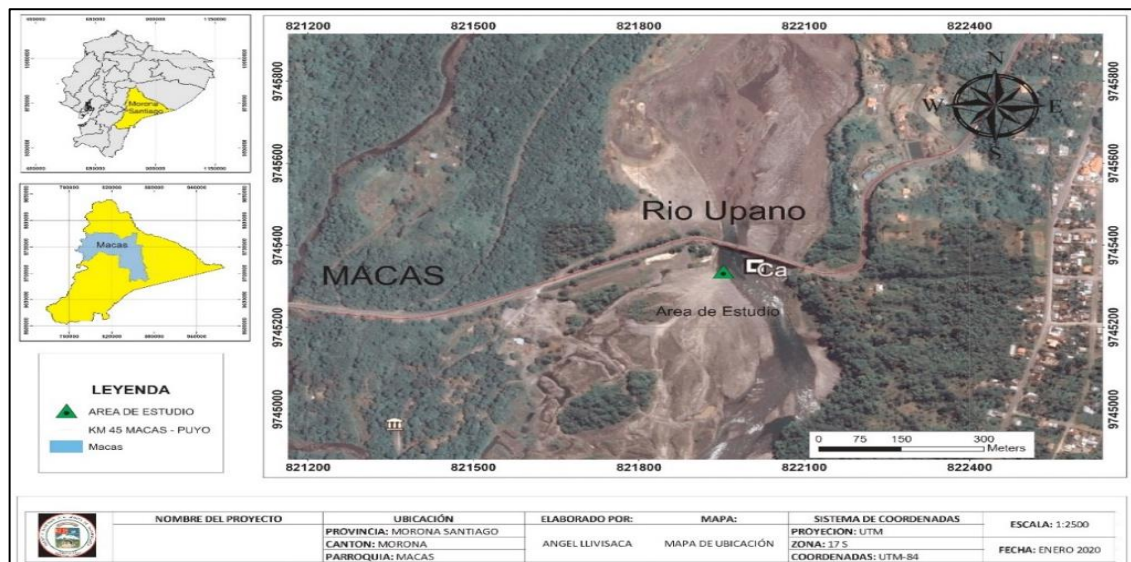 Morona
Santiago
Macas
LEYENDA
AREA DE ESTUDIO
KM 45 MACAS - PUYO
Macas
821200 821500 821800 822100 822400
9745800
9745600
9745400
9745200
9745000
9745800
9745600
9745400
9745200
9745000
N
W E
S
Rio Upano
MACAS
Ca
Area de Estudio
0 75 150 300
Meters
821200 821500 821800 822100 822400
NOMBRE DEL PROYECTO
UBICACIÓN
PROVINCIA: MORONA SANTIAGO
CANTON: MORONA
PARROQUIA: MACAS
ELABORADO POR:
ANGEL LLIVISACA
MAPA:
MAPA DE UBICACIÓN
SISTEMA DE COORDENADAS
PROYECIÓN: UTM
ZONA: 17 S
COORDENADAS: UTM-84
ESCALA: 1:2500
FECHA: ENERO 2020